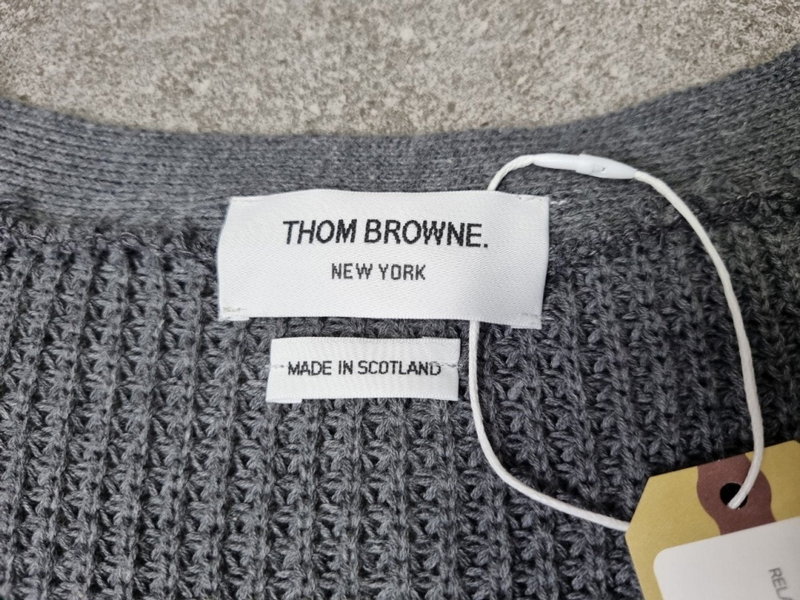 THOM BROWNE.
NEW YORK
MADE IN SCOTLAND